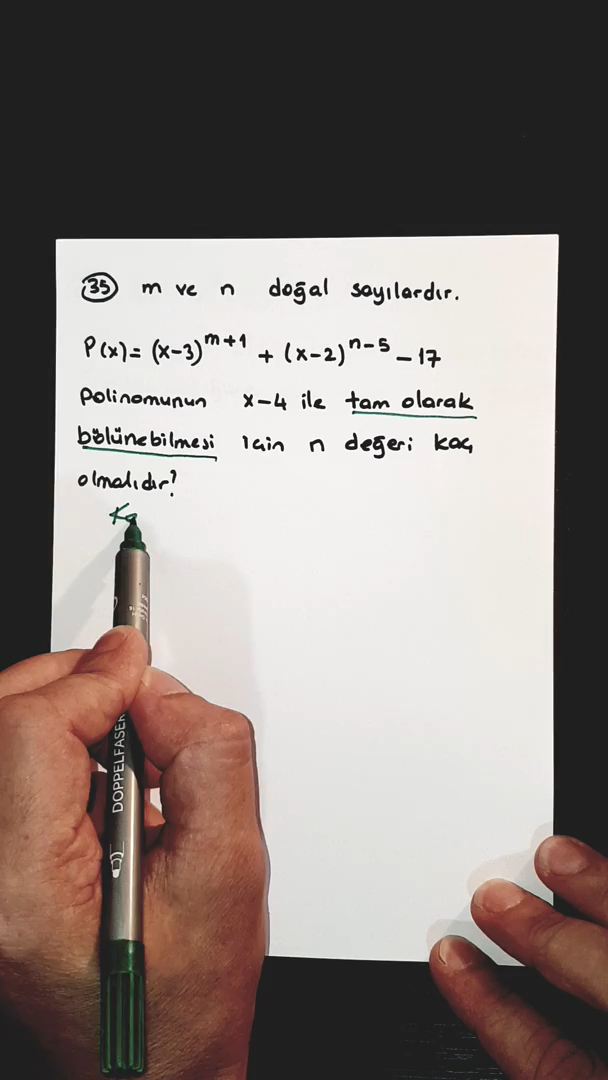 35 m ve n doğal sayılardır.
P(x)= (x-3)^m+1 + (x-2)^n-5 - 17
polinomunun x-4 ile tam olarak
bölünebilmesi için n değeri kaç
olmalıdır?
Ka
DOPPELFASER